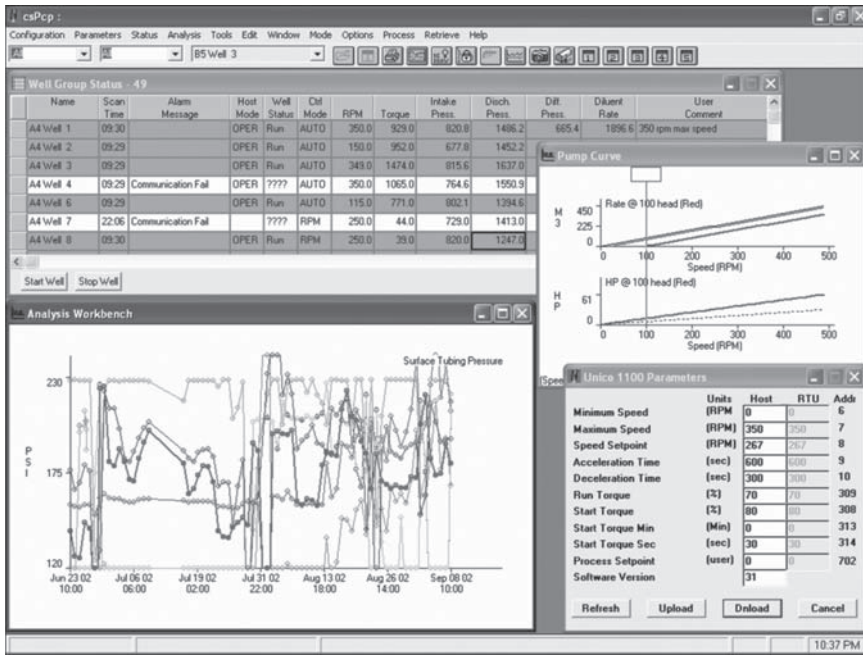 csPcp :
Configuration Parameters Status Analysis Tools Edit Window Mode Options Process Retrieve Help
B5 Well 3
Well Group Status - 49
Name Scan Time Alarm Message Host Mode Well Status Ctrl Mode RPM Torque Intake Press. Disch. Press. Diff. Press. Diluent Rate User Comment
A4 Well 1 09:30 OPER Run AUTO 350.0 929.0 820.8 1486.2 665.4 1896.6 350 rpm max speed
A4 Well 2 09:29 OPER Run AUTO 150.0 952.0 677.8 1452.2
A4 Well 3 09:29 OPER Run AUTO 349.0 1474.0 815.6 1637.0
A4 Well 4 09:29 Communication Fail OPER ???? AUTO 350.0 1065.0 764.6 1550.9
A4 Well 6 09:29 OPER Run AUTO 115.0 771.0 802.1 1394.6
A4 Well 7 22:06 Communication Fail ???? RPM 250.0 44.0 729.0 1413.0
A4 Well 8 09:30 OPER Run RPM 250.0 39.0 820.0 1247.0
Start Well Stop Well
Pump Curve
Rate @ 100 head (Red)
M3
450
225
0
0 100 200 300 400 500
Speed (RPM)
HP @ 100 head (Red)
HP
61
0
0 100 200 300 400 500
Speed (RPM)
Analysis Workbench
Surface Tubing Pressure
PSI
230
175
120
Jun 23 02 10:00 Jul 06 02 06:00 Jul 19 02 02:00 Jul 31 02 22:00 Aug 13 02 18:00 Aug 26 02 14:00 Sep 08 02 10:00
Unico 1100 Parameters
Units Host RTU Addr
Minimum Speed (RPM 0 0 6
Maximum Speed (RPM) 350 350 7
Speed Setpoint (RPM) 267 267 8
Acceleration Time (sec) 600 600 9
Deceleration Time (sec) 300 300 10
Run Torque (%) 70 70 309
Start Torque (%) 80 80 308
Start Torque Min (Min) 0 0 313
Start Torque Sec (sec) 30 30 314
Process Setpoint (user) 0 0 702
Software Version 31
Refresh Upload Dnload Cancel
10:37 PM